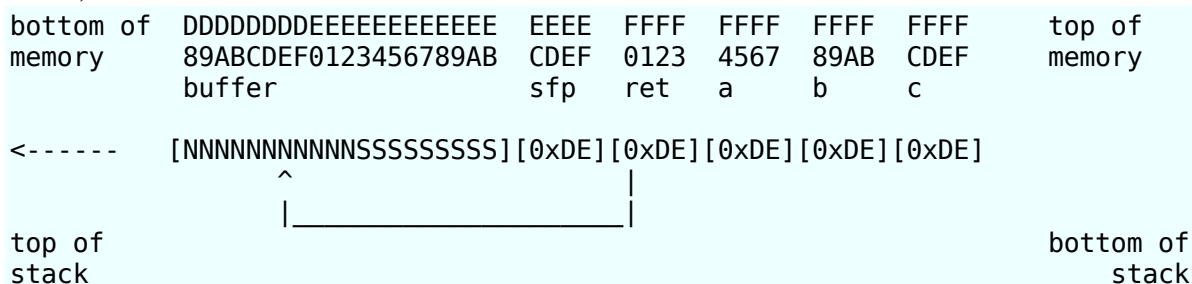 bottom of  DDDDDDDDEEEEEEEEEEEE  EEEE  FFFF  FFFF  FFFF  FFFF  top of
memory  89ABCDEF0123456789AB  CDEF  0123  4567  89AB  CDEF  memory
buffer  sfp  ret  a  b  c
<------  [NNNNNNNNNNNSSSSSSSSS][0xDE][0xDE][0xDE][0xDE][0xDE]
^  |
|_____________________|
top of  bottom of
stack  stack